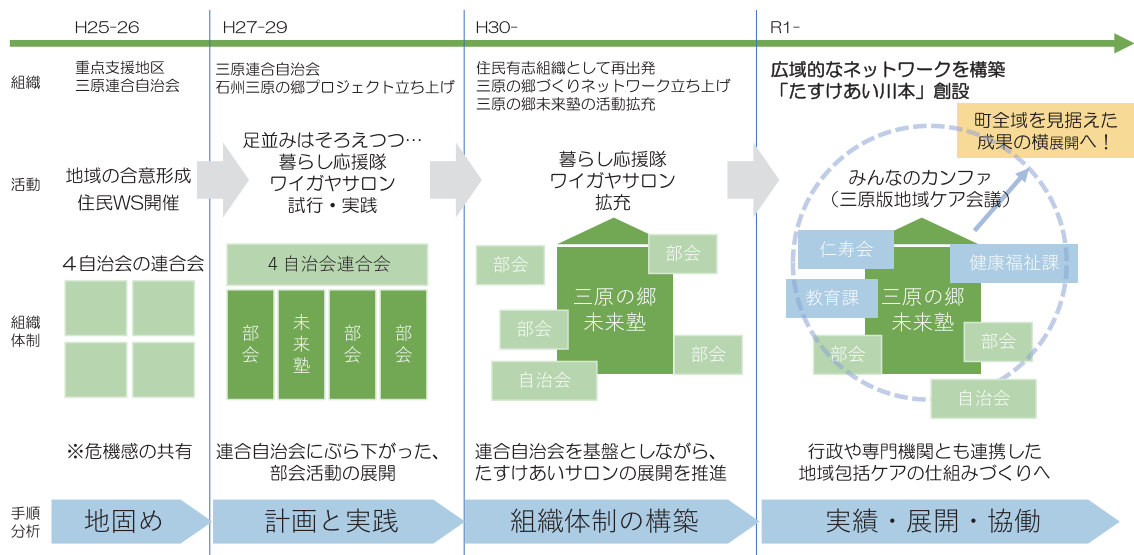 H25-26
H27-29
H30-
R1-
組織
重点支援地区
三原連合自治会
三原連合自治会
石州三原の郷プロジェクト立ち上げ
住民有志組織として再出発
三原の郷づくりネットワーク立ち上げ
三原の郷未来塾の活動拡充
広域的なネットワークを構築
「たすけあい川本」創設
町全域を見据えた
成果の横展開へ！
活動
地域の合意形成
住民WS開催
足並みはそろえつつ…
暮らし応援隊
ワイガヤサロン
試行・実践
暮らし応援隊
ワイガヤサロン
拡充
みんなのカンファ
（三原版地域ケア会議）
組織
体制
４自治会の連合会
４自治会連合会
部会
未来塾
部会
部会
部会
部会
三原の郷
未来塾
部会
部会
自治会
仁寿会
健康福祉課
教育課
三原の郷
未来塾
部会
部会
自治会
※危機感の共有
連合自治会にぶら下がった、
部会活動の展開
連合自治会を基盤としながら、
たすけあいサロンの展開を推進
行政や専門機関とも連携した
地域包括ケアの仕組みづくりへ
手順
分析
地固め
計画と実践
組織体制の構築
実績・展開・協働